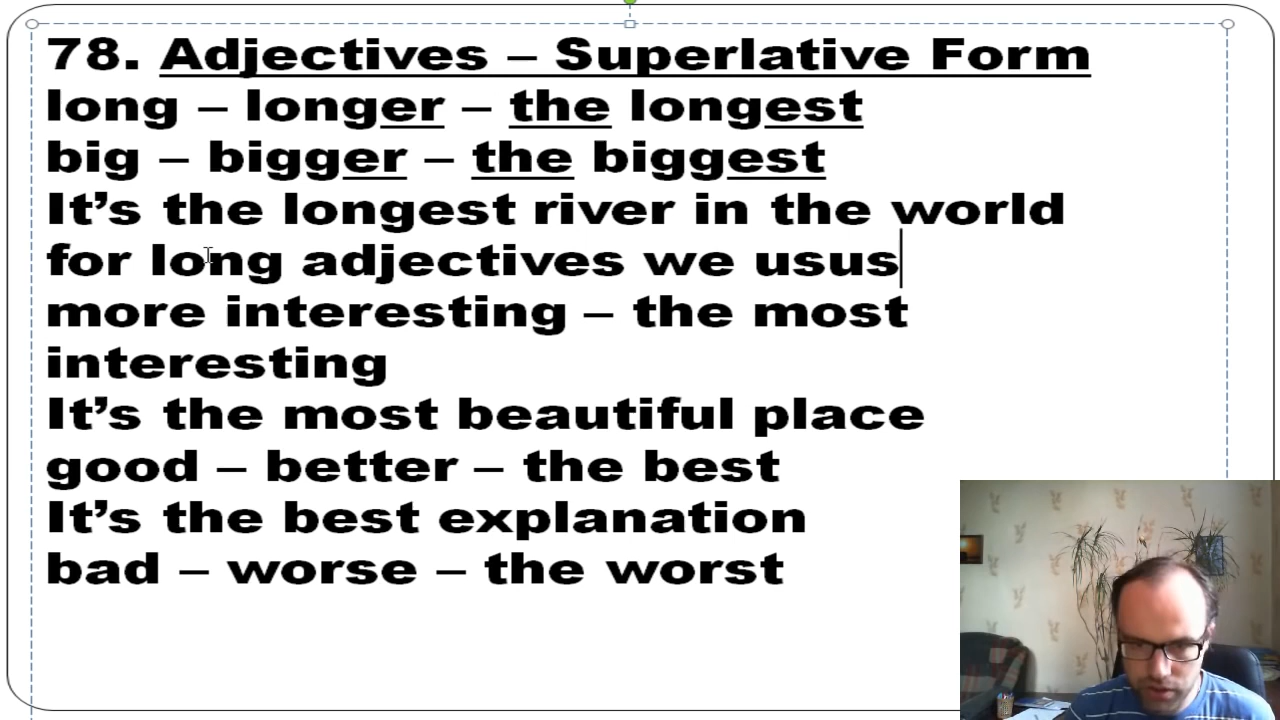 78. Adjectives – Superlative Form
long – longer – the longest
big – bigger – the biggest
It’s the longest river in the world
for long adjectives we usus
more interesting – the most
interesting
It’s the most beautiful place
good – better – the best
It’s the best explanation
bad – worse – the worst